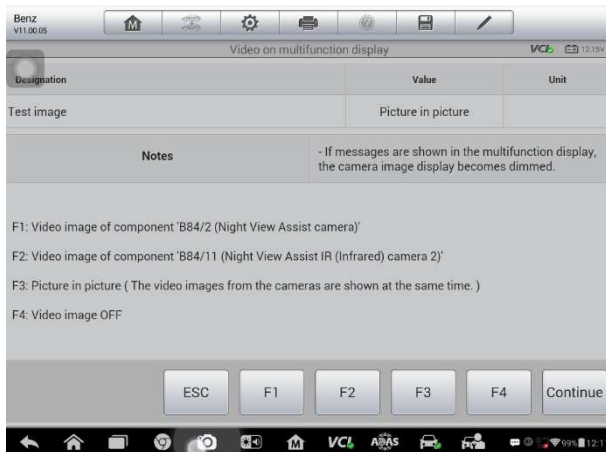 Benz
V11.00.05
M
Video on multifunction display
VCI
12.15V
Designation
Value
Unit
Test image
Picture in picture
Notes
- If messages are shown in the multifunction display,
the camera image display becomes dimmed.
F1: Video image of component 'B84/2 (Night View Assist camera)'
F2: Video image of component 'B84/11 (Night View Assist IR (Infrared) camera 2)'
F3: Picture in picture ( The video images from the cameras are shown at the same time. )
F4: Video image OFF
ESC
F1
F2
F3
F4
Continue
M
VCI
ADAS
99%